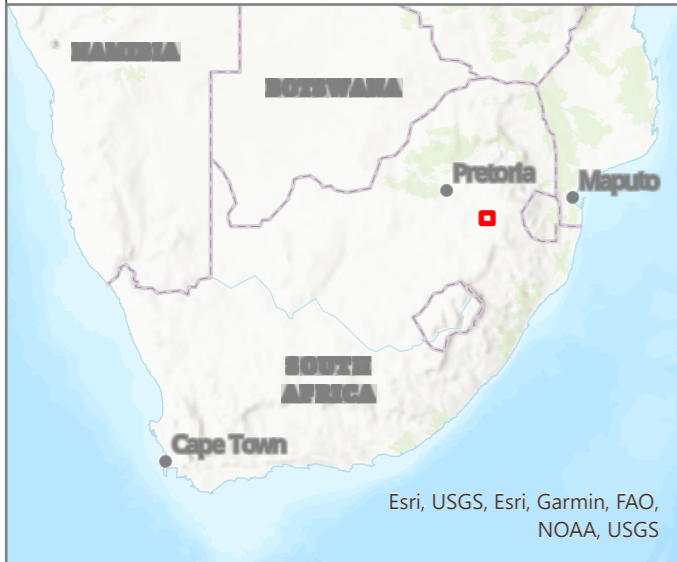 NAMIBIA
BOTSWANA
Pretoria
Maputo
SOUTH
AFRICA
Cape Town
Esri, USGS, Esri, Garmin, FAO,
NOAA, USGS